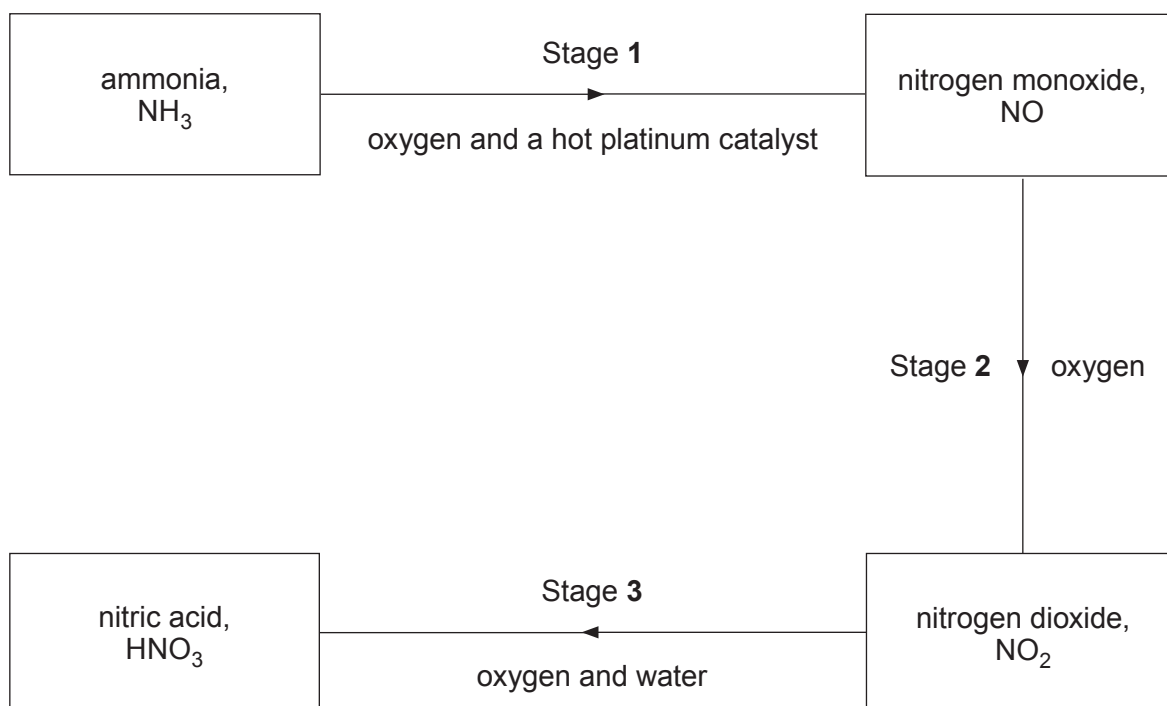 ammonia,
NH₃
Stage 1
oxygen and a hot platinum catalyst
nitrogen monoxide,
NO
Stage 2
oxygen
nitrogen dioxide,
NO₂
Stage 3
oxygen and water
nitric acid,
HNO₃